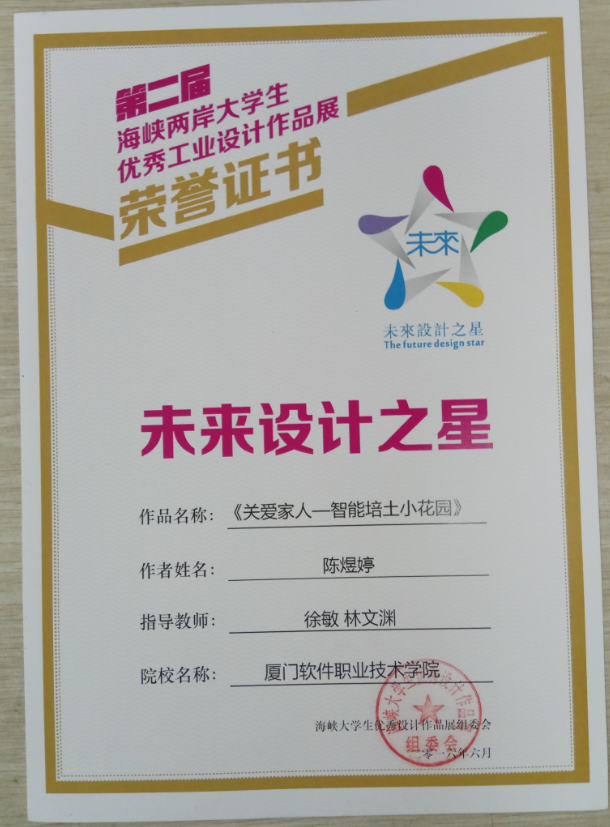 第二届
海峡两岸大学生
优秀工业设计作品展
荣誉证书
未來
未來設計之星
The future design star
未来设计之星
作品名称：《关爱家人—智能培土小花园》
作者姓名：陈煜婷
指导教师：徐敏 林文渊
院校名称：厦门软件职业技术学院
海峡大学生优秀设计作品展组委会
二零一六年六月
组委会